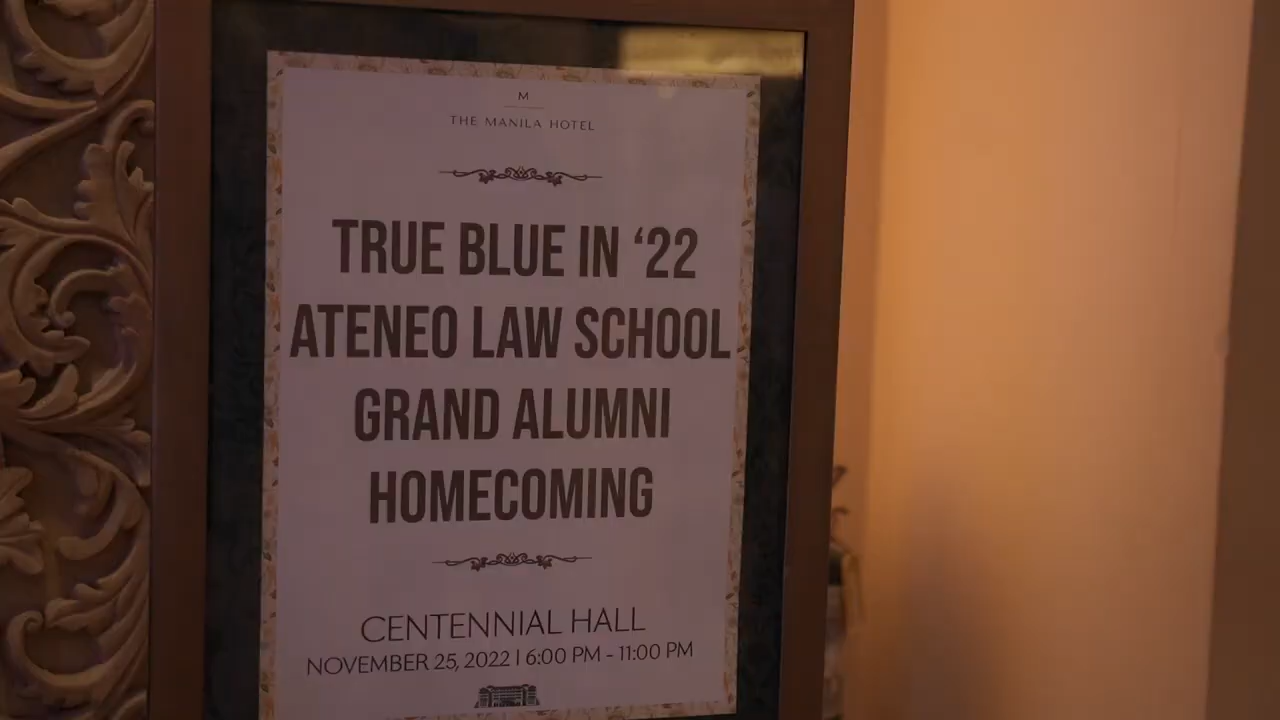 M
THE MANILA HOTEL
TRUE BLUE IN ‘22
ATENEO LAW SCHOOL
GRAND ALUMNI
HOMECOMING
CENTENNIAL HALL
NOVEMBER 25, 2022 | 6:00 PM - 11:00 PM